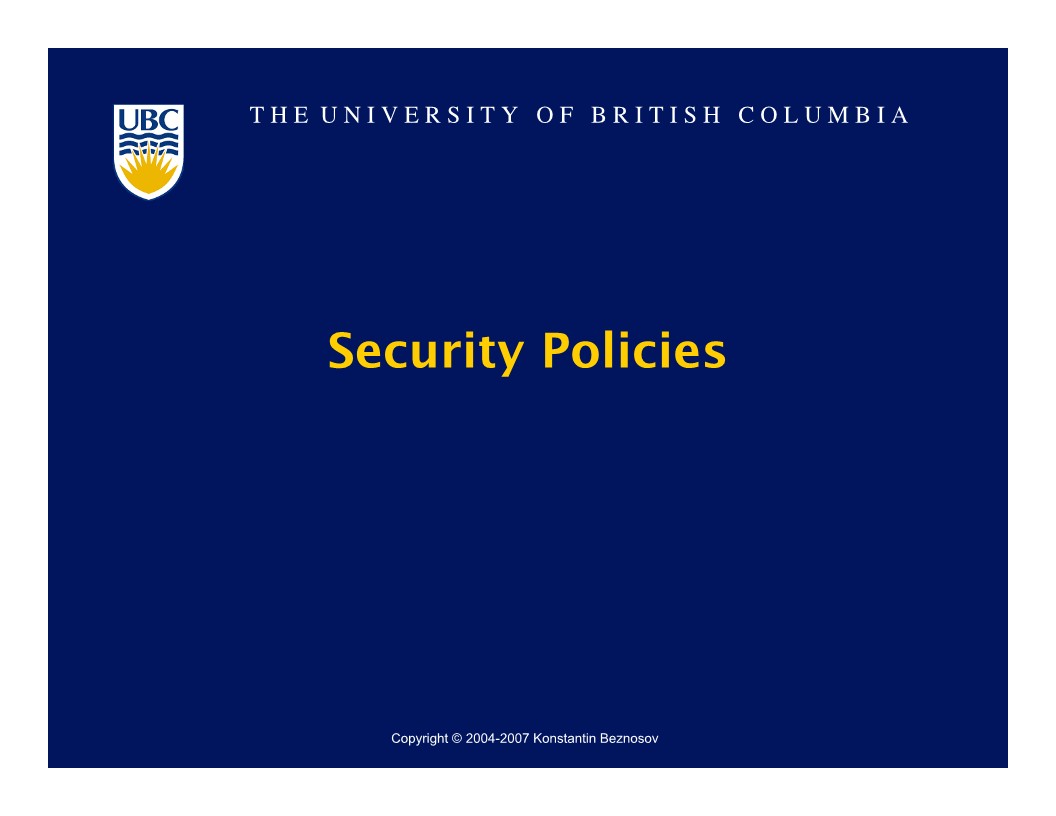 UBC
THE UNIVERSITY OF BRITISH COLUMBIA
Security Policies
Copyright © 2004-2007 Konstantin Beznosov